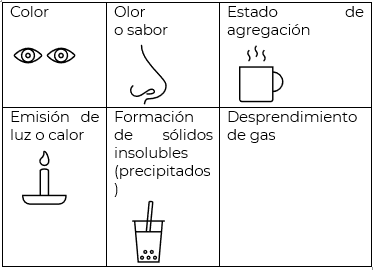 Color
Olor
o sabor
Estado de
agregación
Emisión de
luz o calor
Formación
de sólidos
insolubles
(precipitados
)
Desprendimiento
de gas